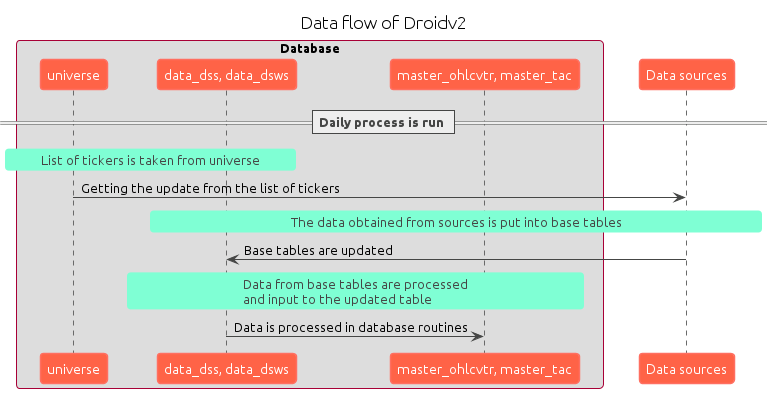 Data flow of Droidv2
Database
universe
data_dss, data_dsws
master_ohlcvtr, master_tac
Data sources
Daily process is run
List of tickers is taken from universe
Getting the update from the list of tickers
The data obtained from sources is put into base tables
Base tables are updated
Data from base tables are processed
and input to the updated table
Data is processed in database routines
universe
data_dss, data_dsws
master_ohlcvtr, master_tac
Data sources